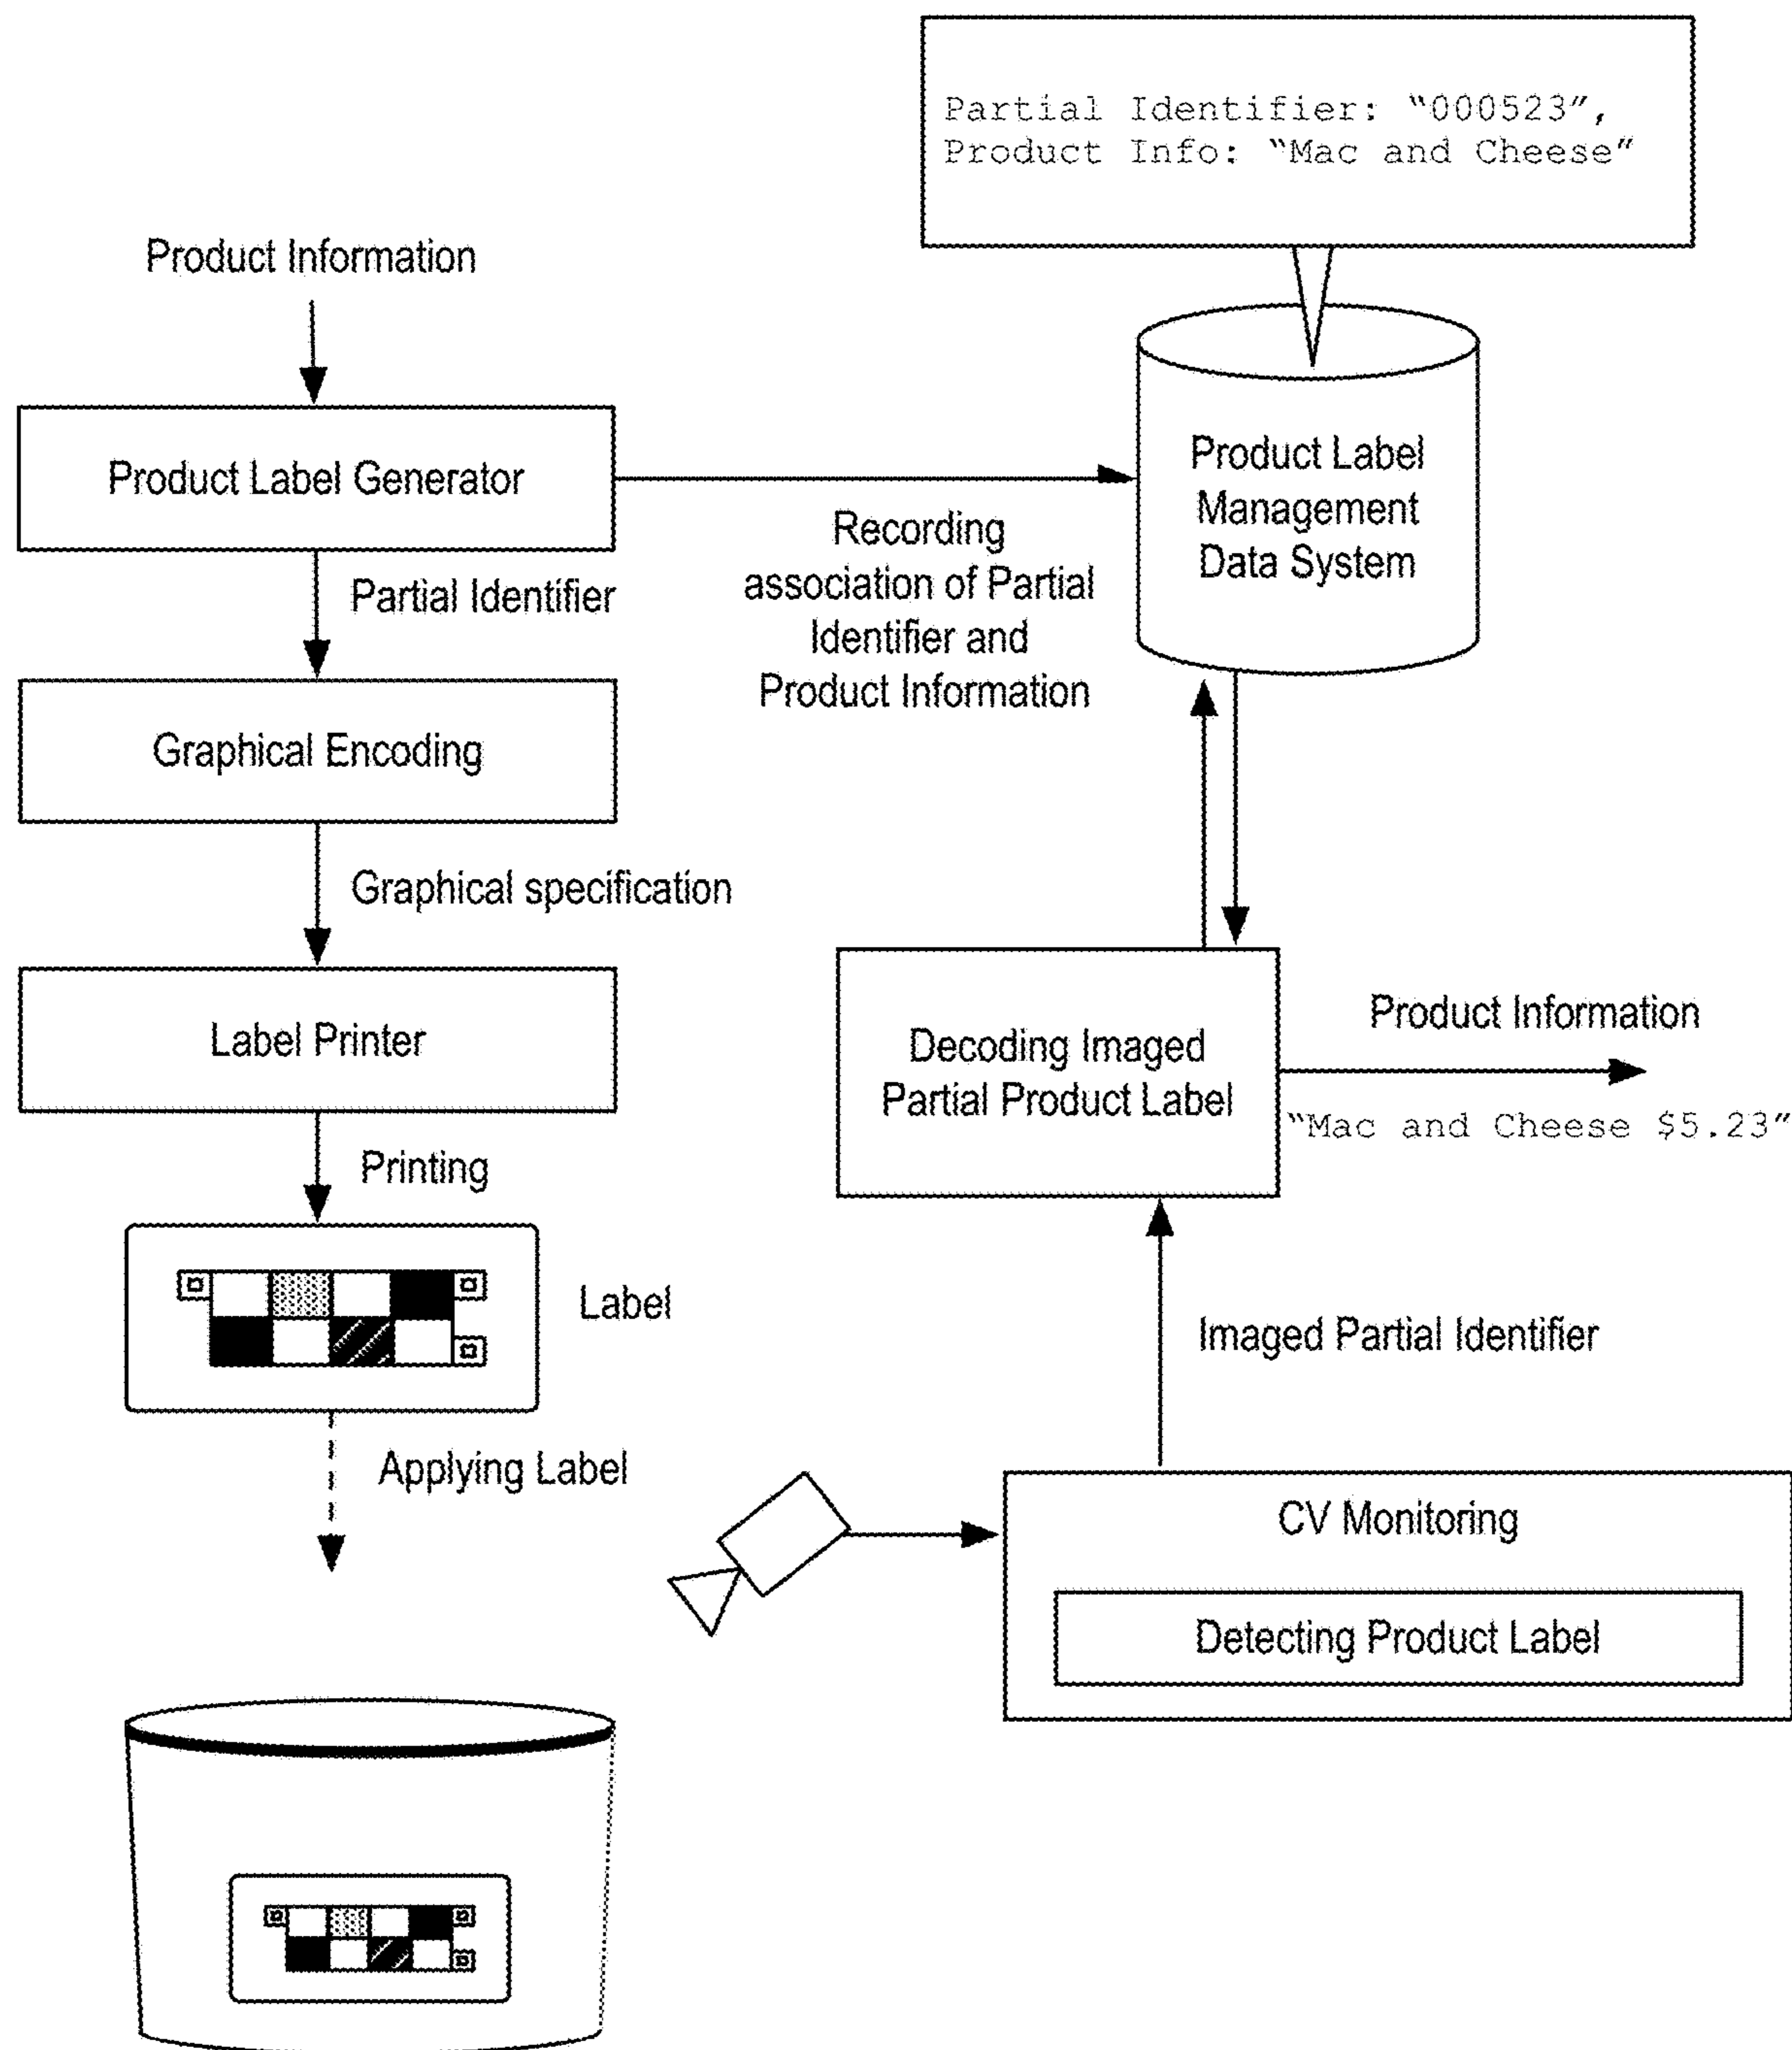 Partial Identifier: “000523”,
Product Info: “Mac and Cheese”
Product Information
Product Label Generator
Product Label
Management
Data System
Recording
association of Partial
Identifier and
Product Information
Partial Identifier
Graphical Encoding
Graphical specification
Label Printer
Decoding Imaged
Partial Product Label
Product Information
“Mac and Cheese $5.23”
Printing
Label
Imaged Partial Identifier
Applying Label
CV Monitoring
Detecting Product Label